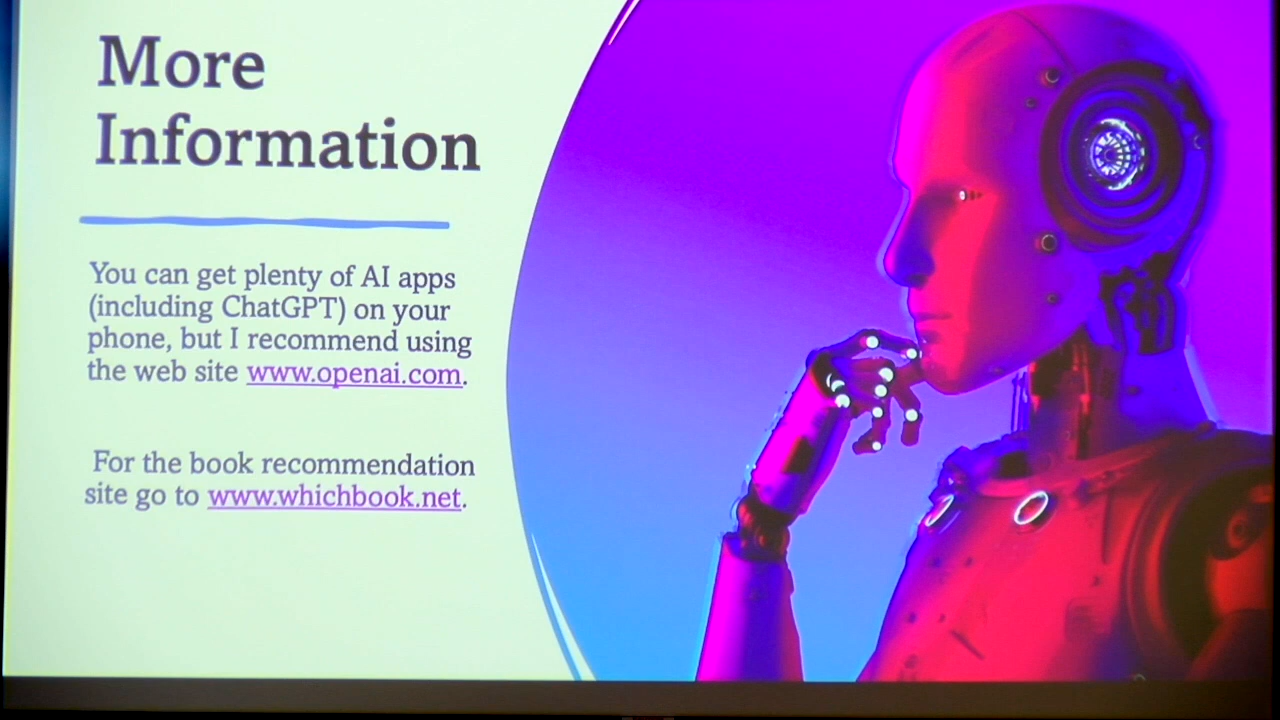 More
Information
You can get plenty of AI apps
(including ChatGPT) on your
phone, but I recommend using
the web site www.openai.com.
For the book recommendation
site go to www.whichbook.net.